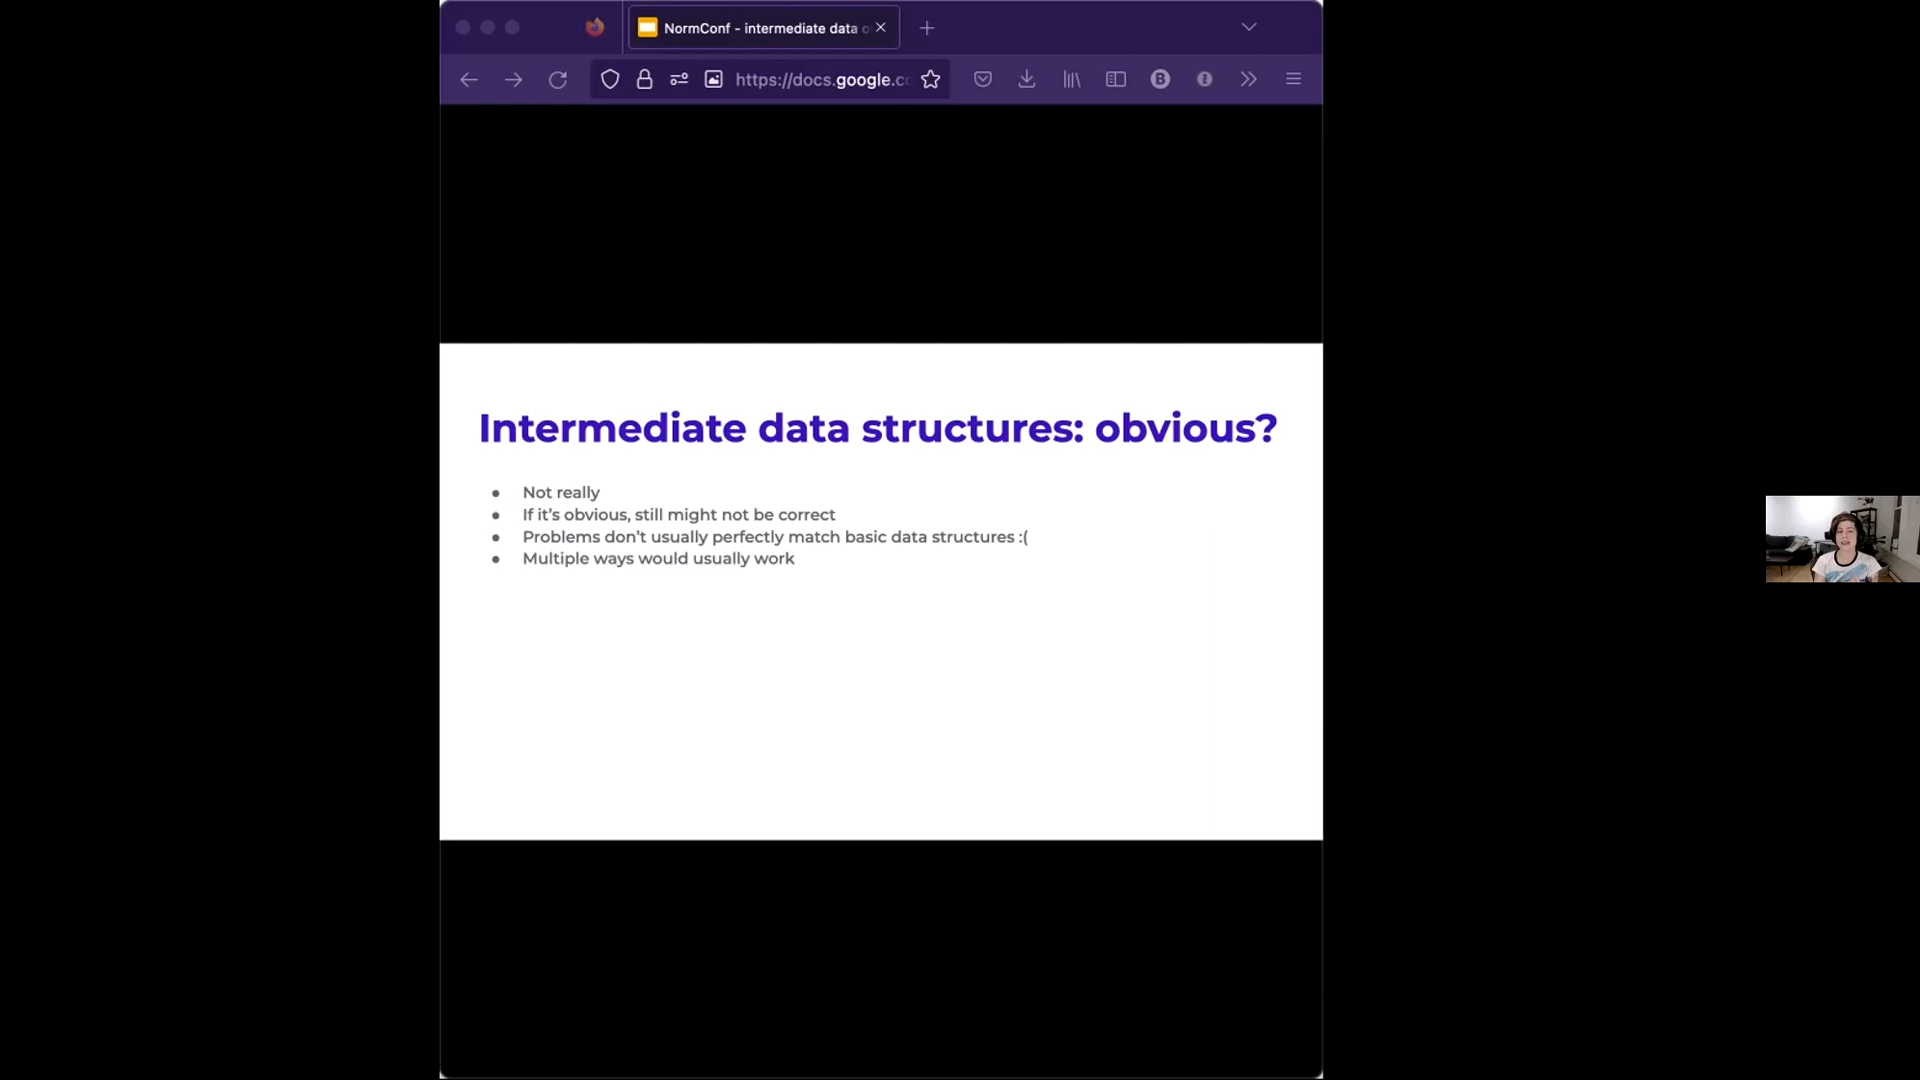 NormConf - intermediate data
https://docs.google.c
Intermediate data structures: obvious?
● Not really
● If it's obvious, still might not be correct
● Problems don't usually perfectly match basic data structures :(
● Multiple ways would usually work